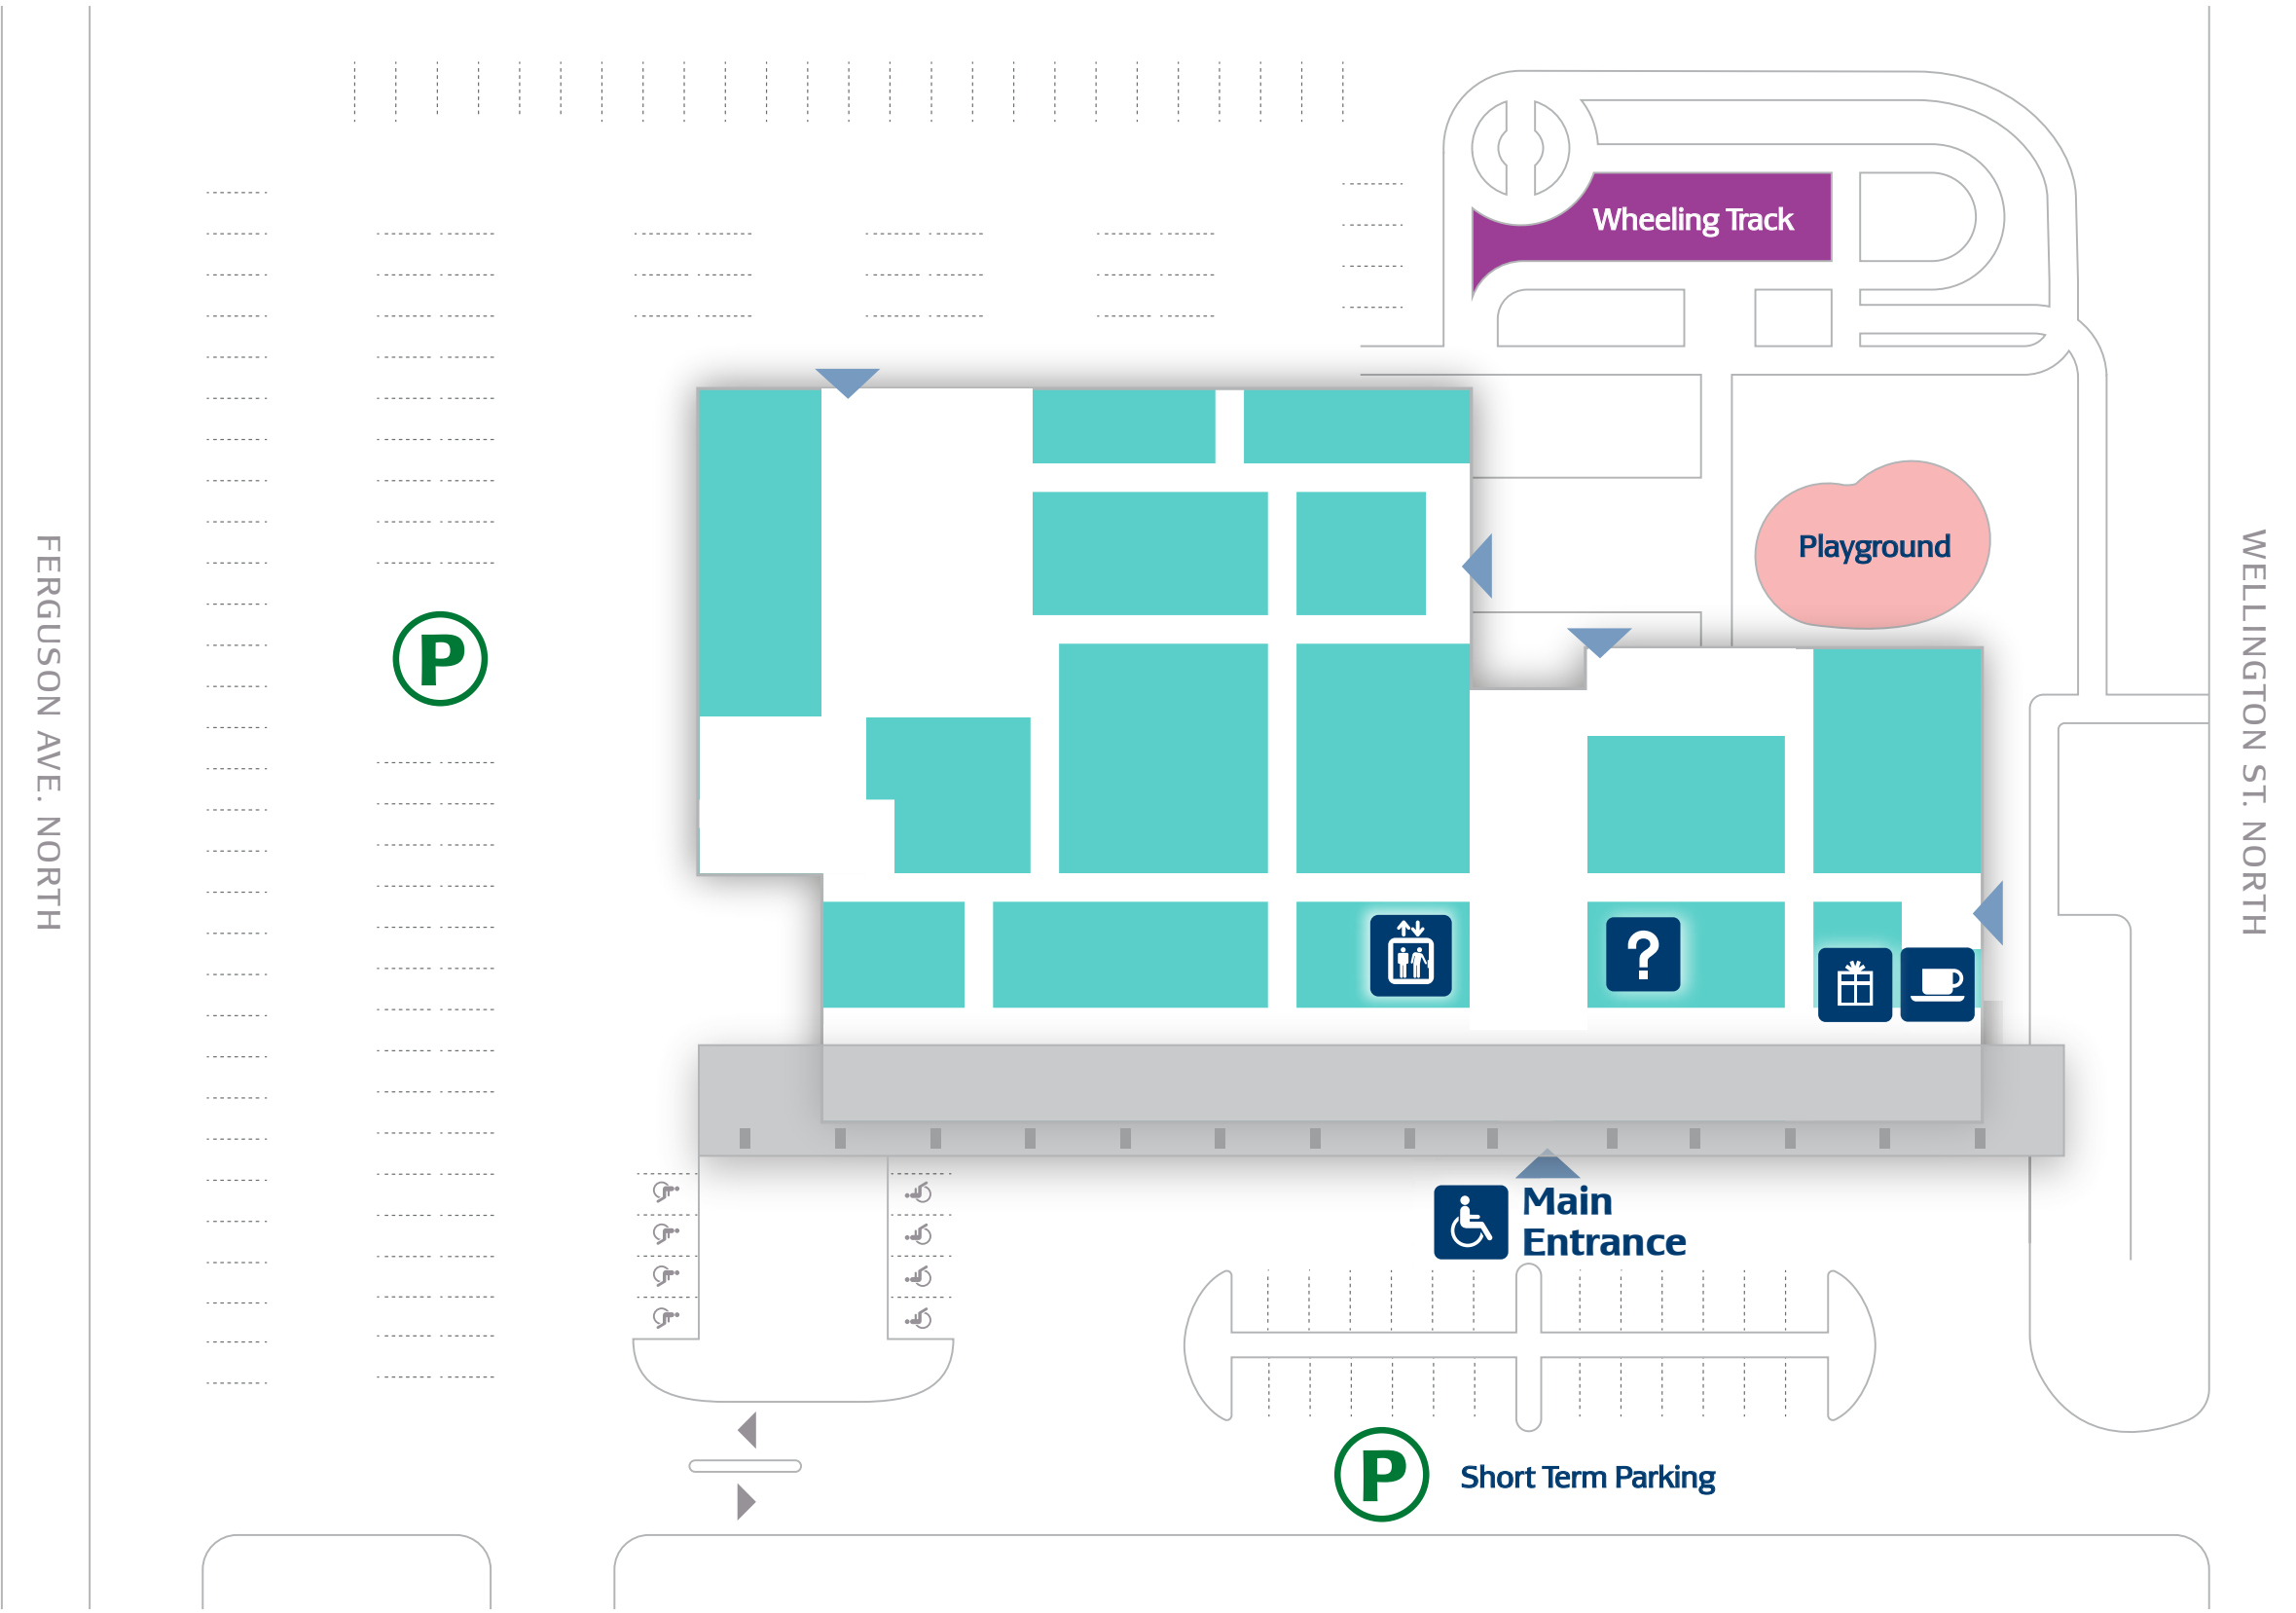 Wheeling Track
Playground
FERGUSON AVE. NORTH
WELLINGTON ST. NORTH
P
?
Main
Entrance
P
Short Term Parking